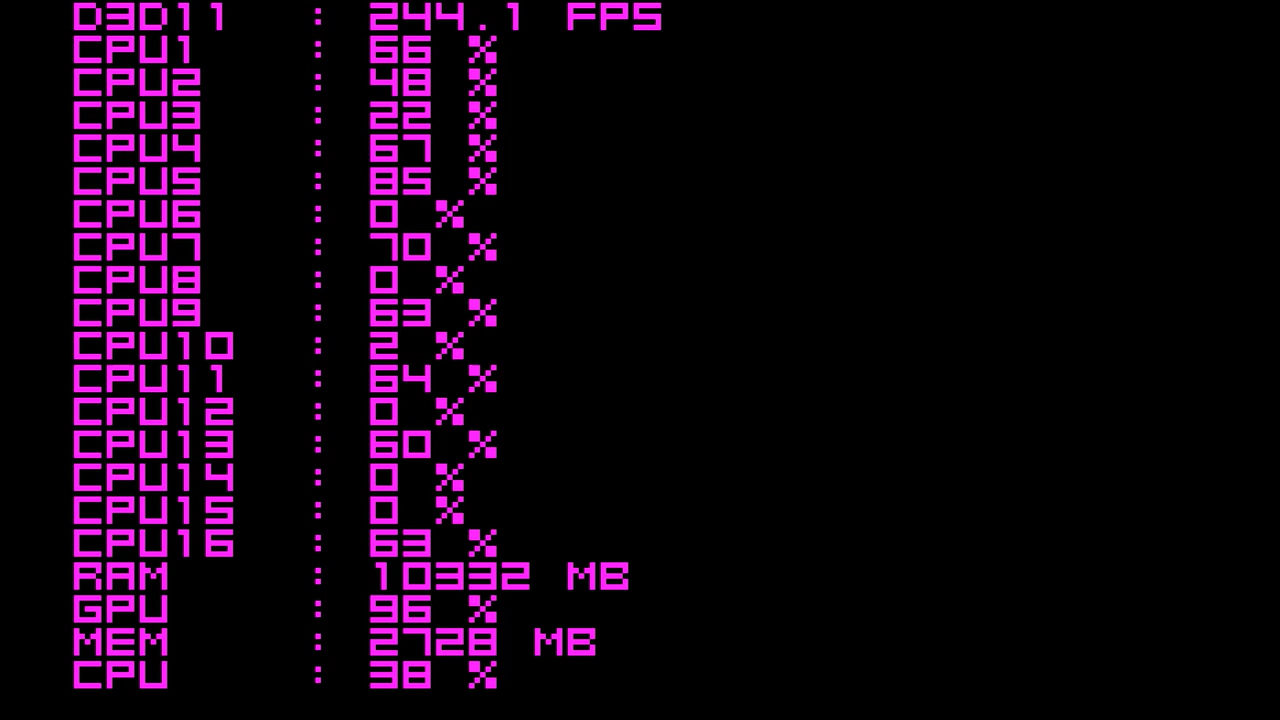 D3D11 : 244.1 FPS
CPU1 : 66 %
CPU2 : 48 %
CPU3 : 22 %
CPU4 : 67 %
CPU5 : 85 %
CPU6 : 0 %
CPU7 : 70 %
CPU8 : 0 %
CPU9 : 63 %
CPU10 : 2 %
CPU11 : 64 %
CPU12 : 0 %
CPU13 : 60 %
CPU14 : 0 %
CPU15 : 0 %
CPU16 : 63 %
RAM : 10332 MB
GPU : 96 %
MEM : 2728 MB
CPU : 38 %